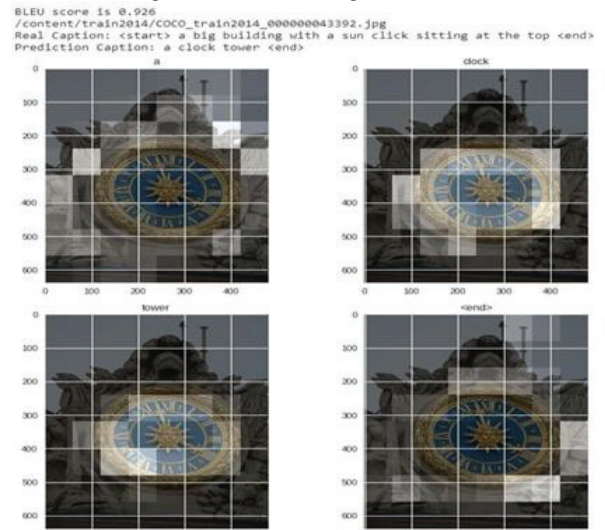 BLEU score is 0.926
/content/train2014/COCO_train2014_000000043392.jpg
Real Caption: <start> a big building with a sun click sitting at the top <end>
Prediction Caption: a clock tower <end>
a
clock
0
0
100
100
200
200
300
300
400
400
500
500
600
600
0 100 200 300 400
0 100 200 300 400
tower
<end>
0
0
100
100
200
200
300
300
400
400
500
500
600
600